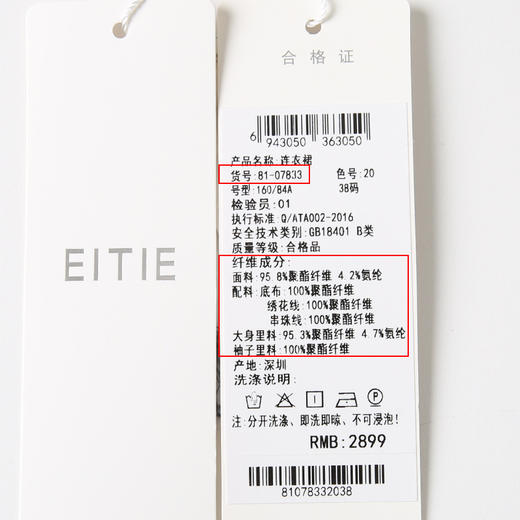 EITIE
合格证
6 943050 363050
产品名称:连衣裙
货号:81-07833 色号:20
号型:160/84A 38码
检验员:01
执行标准:Q/ATA002-2016
安全技术类别:GB18401 B类
质量等级:合格品
纤维成分:
面料:95.8%聚酯纤维 4.2%氨纶
配料:底布:100%聚酯纤维
绣花线:100%聚酯纤维
串珠线:100%聚酯纤维
大身里料:95.3%聚酯纤维 4.7%氨纶
袖子里料:100%聚酯纤维
产地:深圳
洗涤说明:
P
注:分开洗涤、即洗即晾、不可浸泡!
RMB:2899
81078332038